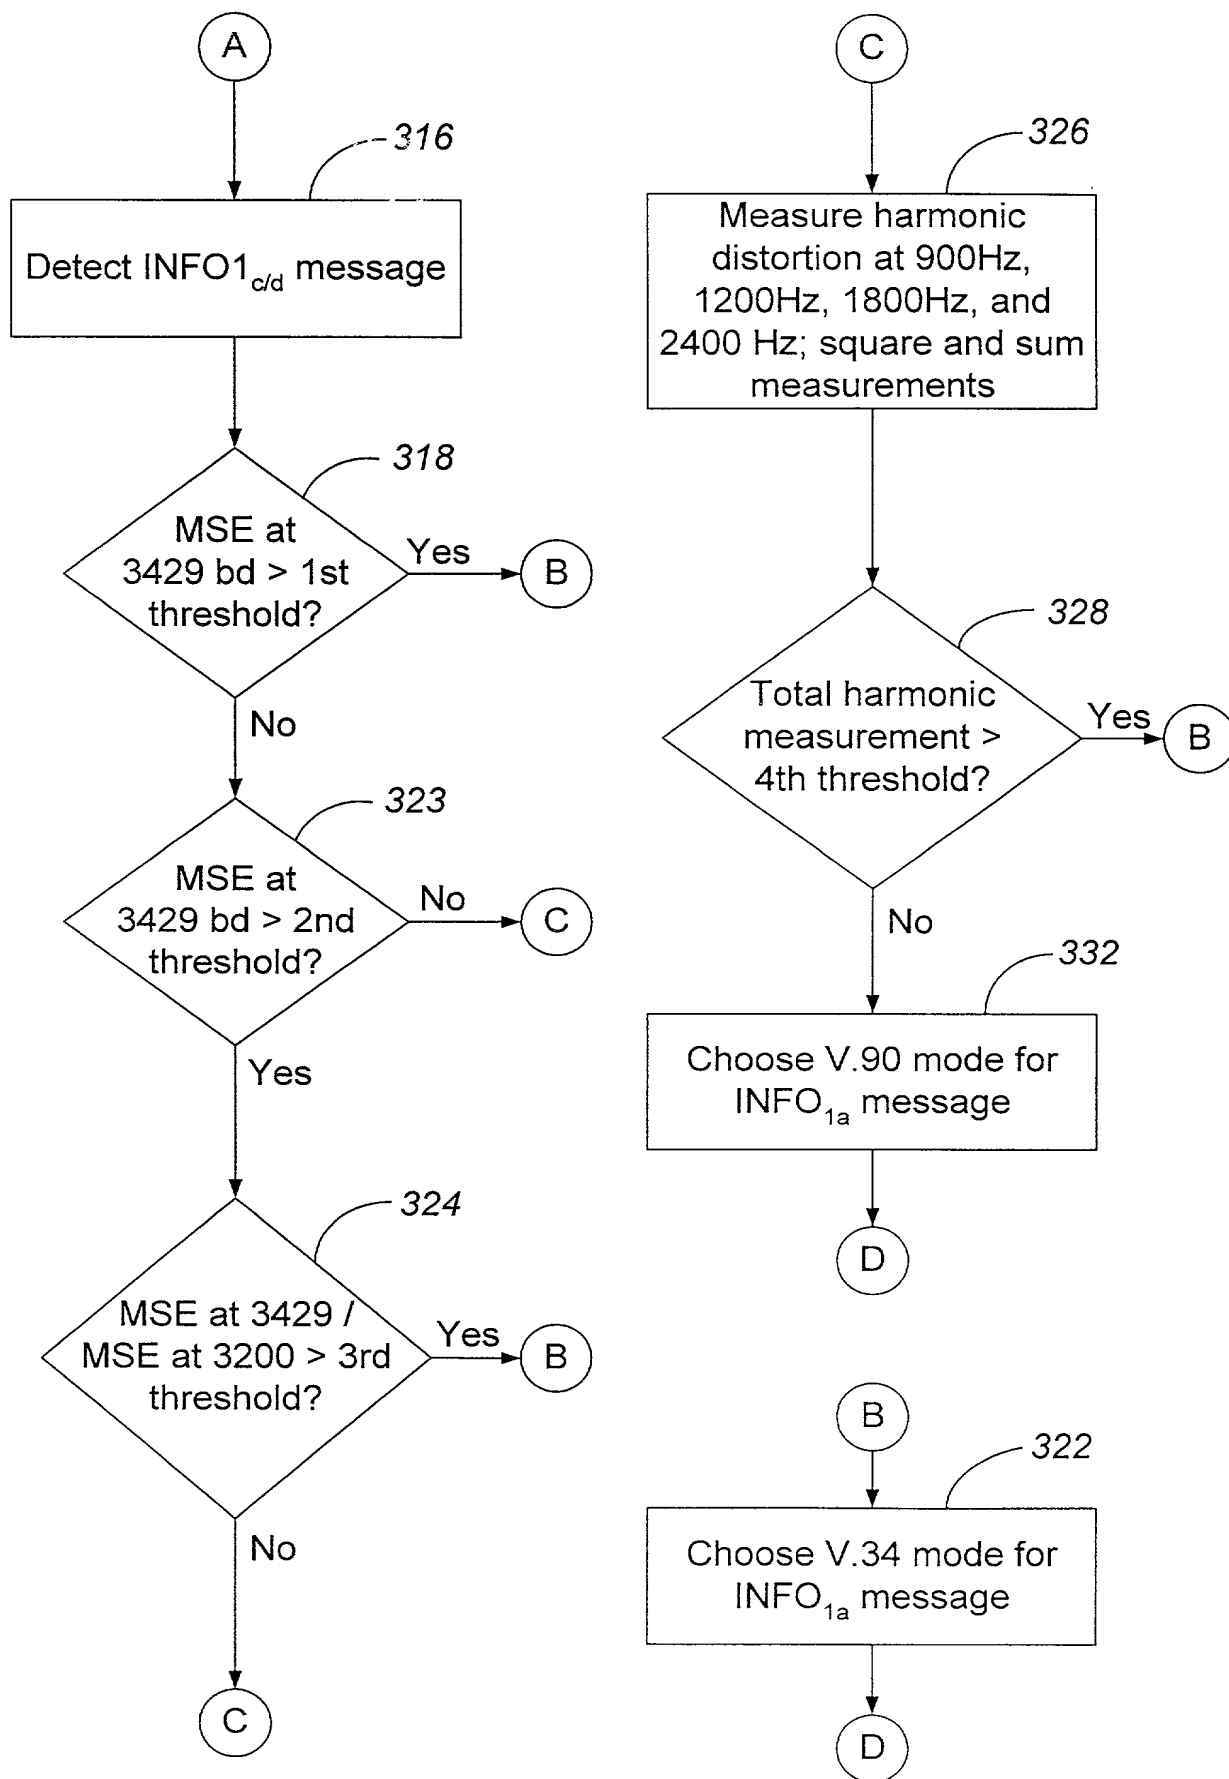 A
316
Detect INFO1c/d message
318
MSE at
3429 bd > 1st
threshold?
Yes
B
No
323
MSE at
3429 bd > 2nd
threshold?
No
C
Yes
324
MSE at 3429 /
MSE at 3200 > 3rd
threshold?
Yes
B
No
C
C
326
Measure harmonic
distortion at 900Hz,
1200Hz, 1800Hz, and
2400 Hz; square and sum
measurements
328
Total harmonic
measurement >
4th threshold?
Yes
B
No
332
Choose V.90 mode for
INFO1a message
D
B
322
Choose V.34 mode for
INFO1a message
D